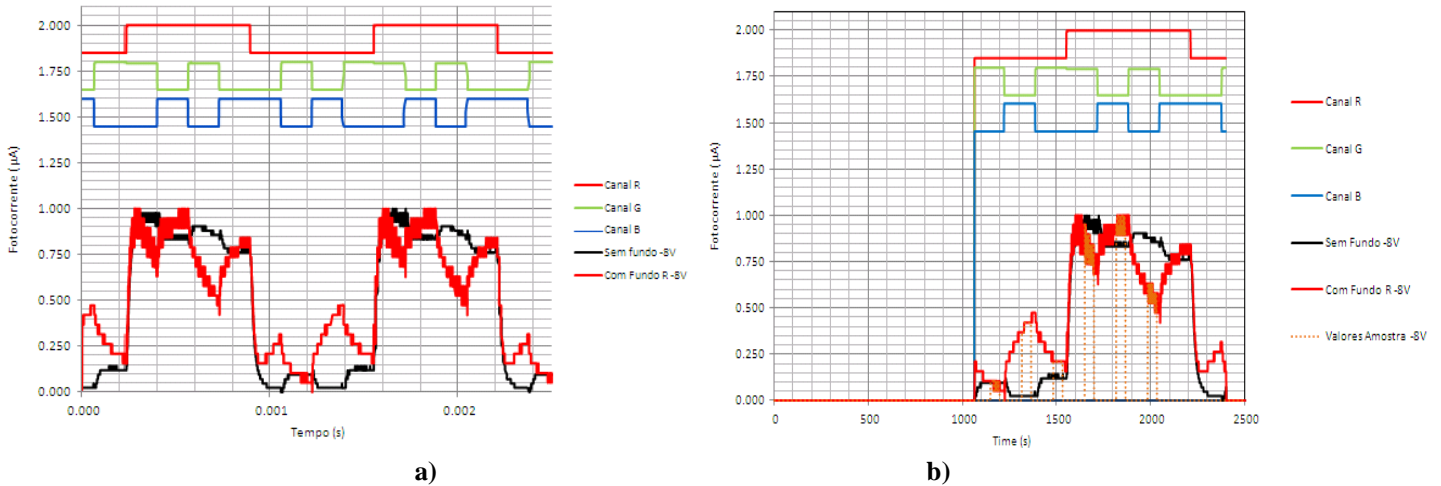 Fotocorrente ( µA)
2.000
1.750
1.500
1.250
1.000
0.750
0.500
0.250
0.000
0.000
0.001
0.002
Tempo (s)
Canal R
Canal G
Canal B
Sem fundo -8V
Com Fundo R -8V
a)
Fotocorrente (µA)
2.000
1.750
1.500
1.250
1.000
0.750
0.500
0.250
0.000
0
500
1000
1500
2000
2500
Time (s)
Canal R
Canal G
Canal B
Sem Fundo -8V
Com Fundo R -8V
Valores Amostra -8V
b)